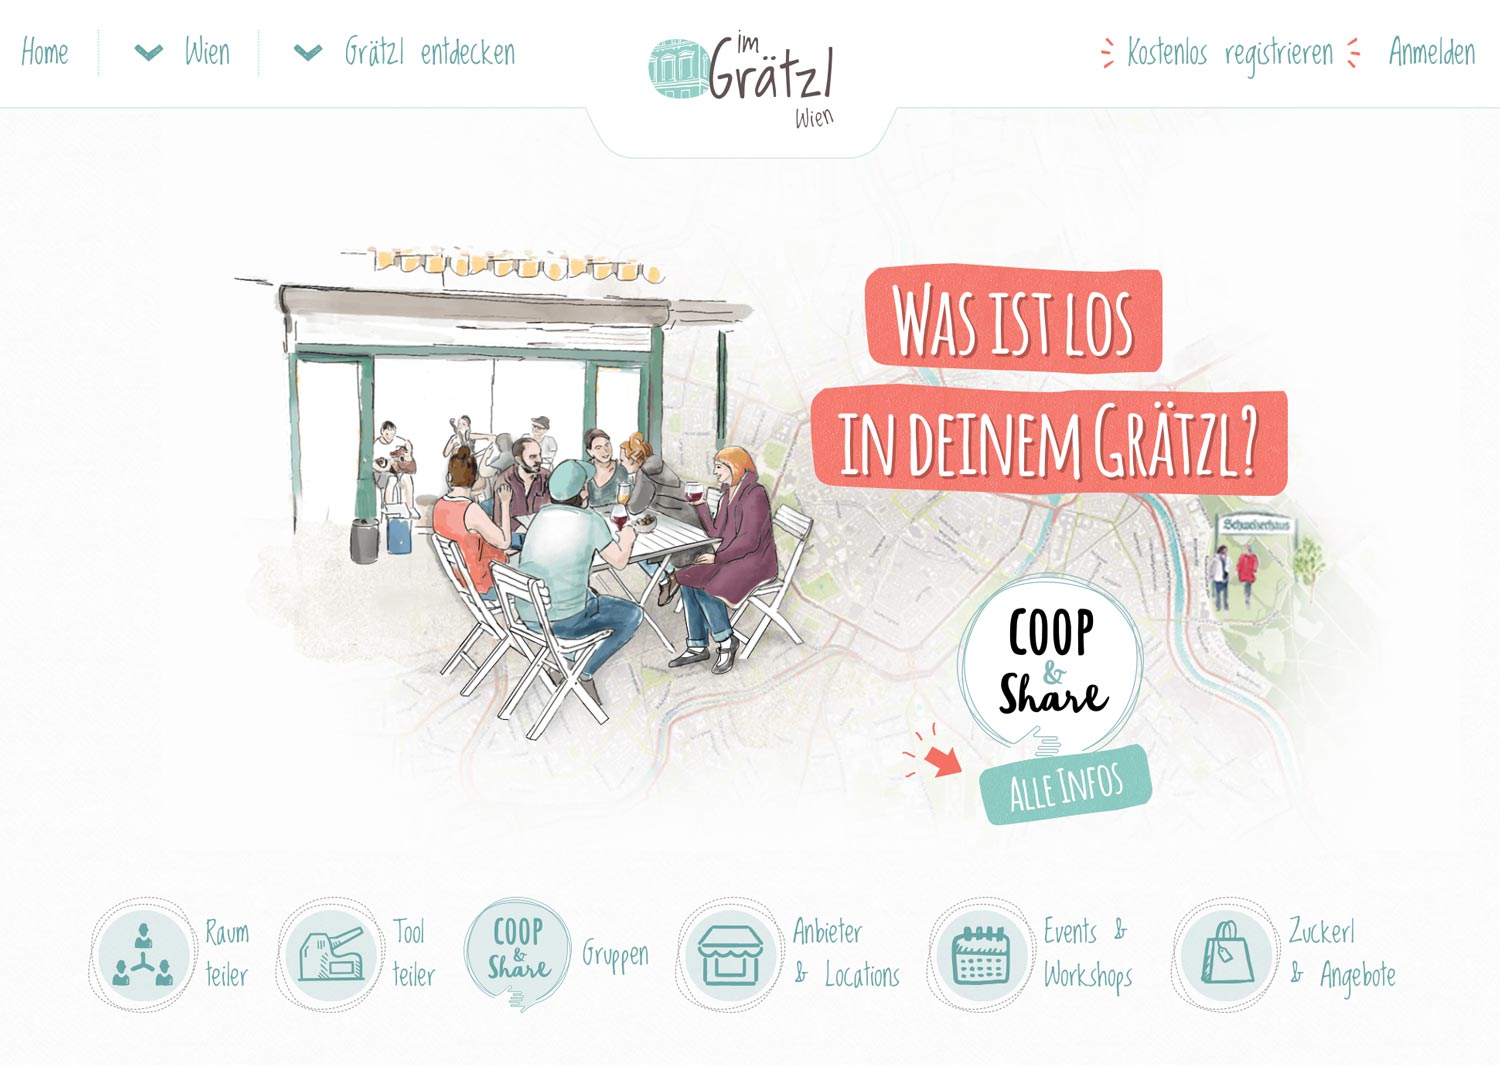 Home
Wien
Grätzl entdecken
im
Grätzl
Wien
Kostenlos registrieren
Anmelden
WAS IST LOS
IN DEINEM GRÄTZL?
Schweizerhaus
COOP
&
Share
ALLE INFOS
Raum
teiler
Tool
teiler
COOP
&
Share
Gruppen
Anbieter
& Locations
Events &
Workshops
Zuckerl
& Angebote